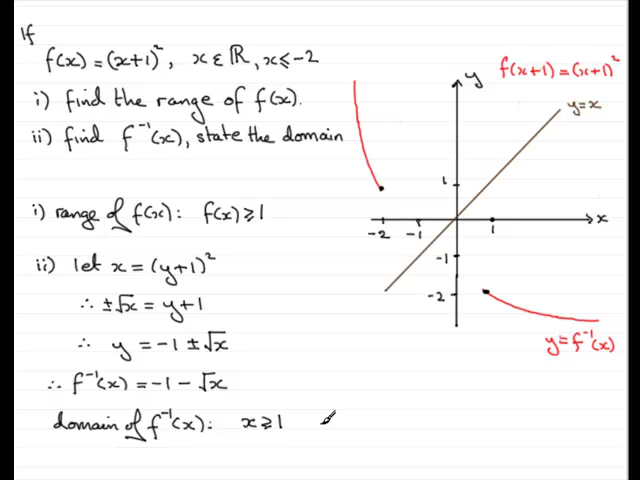 If
f(x) = (x+1)², x ∈ ℝ, x ≤ -2
i) find the range of f(x).
ii) find f⁻¹(x), state the domain
i) range of f(x): f(x) ≥ 1
ii) let x = (y+1)²
∴ ±√x = y+1
∴ y = -1 ± √x
∴ f⁻¹(x) = -1 - √x
domain of f⁻¹(x): x ≥ 1
f(x+1) = (x+1)²
y
y=x
1
-2 -1 1 x
-1
-2
y = f⁻¹(x)